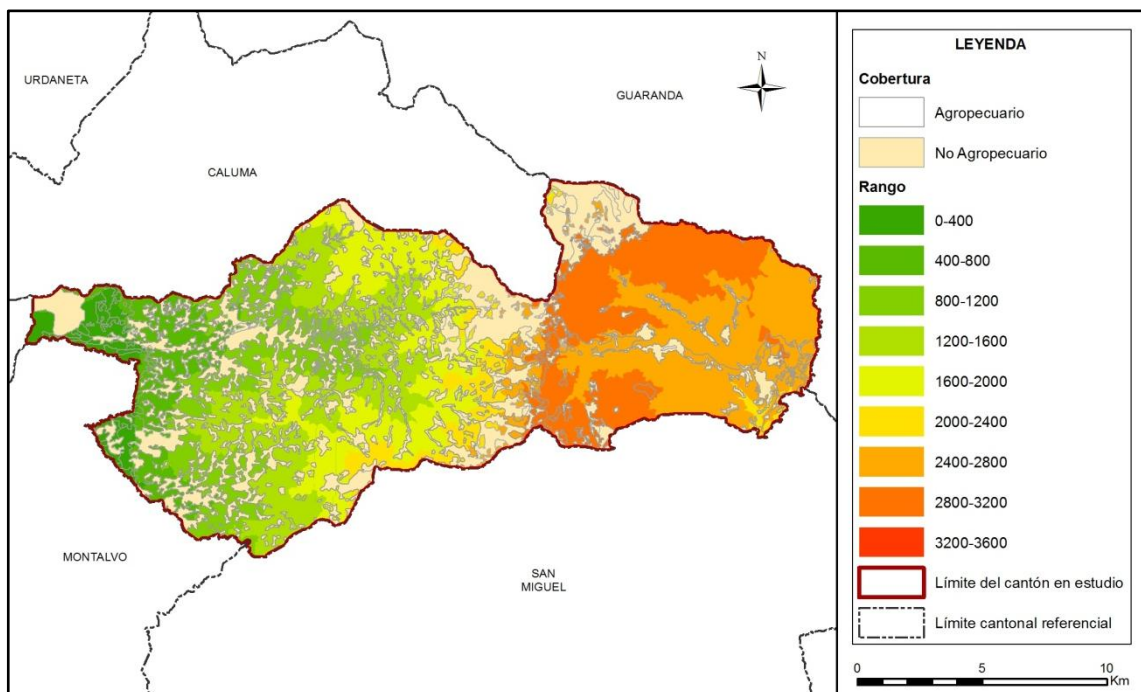 URDANETA
N
GUARANDA
CALUMA
MONTALVO
SAN
MIGUEL
LEYENDA
Cobertura
Agropecuario
No Agropecuario
Rango
0-400
400-800
800-1200
1200-1600
1600-2000
2000-2400
2400-2800
2800-3200
3200-3600
Límite del cantón en estudio
Límite cantonal referencial
0 5 10
Km